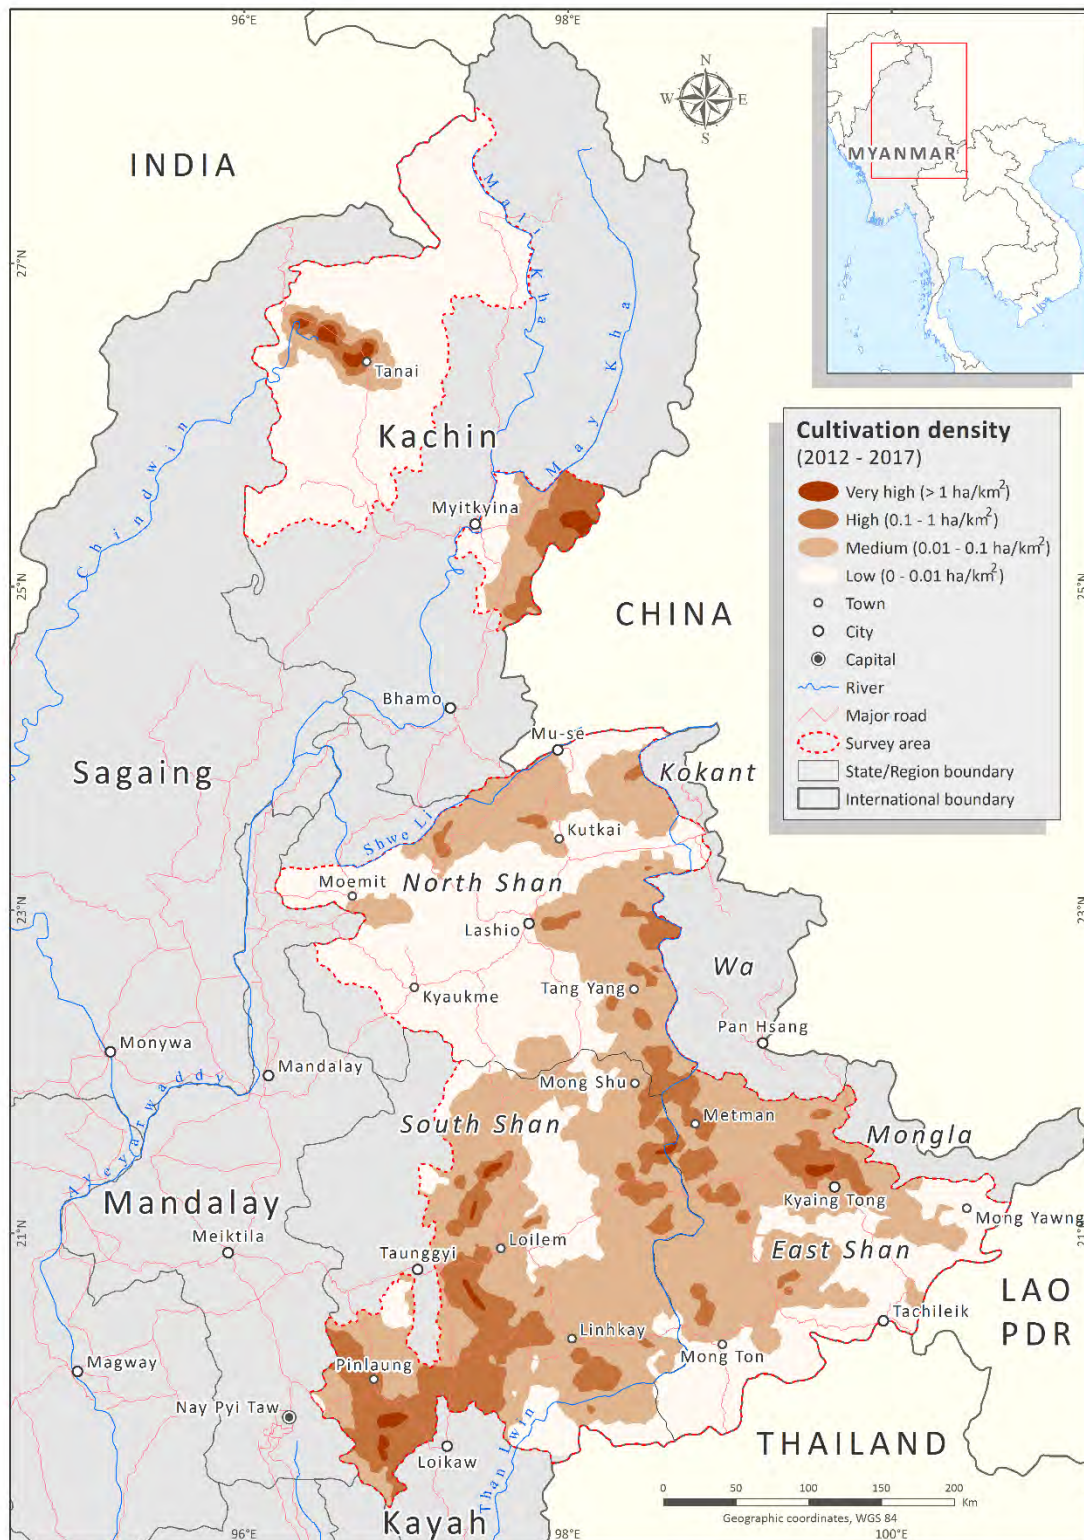 96°E
98°E
N
W
E
S
INDIA
MYANMAR
27°N
Mali Kha
May Kha
Tanai
Kachin
Chindwin
Myitkyina
Cultivation density
(2012 - 2017)
Very high (> 1 ha/km²)
High (0.1 - 1 ha/km²)
Medium (0.01 - 0.1 ha/km²)
Low (0 - 0.01 ha/km²)
Town
City
Capital
River
Major road
Survey area
State/Region boundary
International boundary
25°N
25°N
CHINA
Bhamo
Mu-sé
Sagaing
Kokant
Shwe Li
Kutkai
Moemit
North Shan
23°N
23°N
Lashio
Wa
Kyaukme
Tang Yang
Pan Hsang
Monywa
Mandalay
Mong Shu
Ayeyarwaddy
South Shan
Metman
Mongla
Mandalay
Kyaing Tong
Mong Yawng
21°N
21°N
Meiktila
Loilem
East Shan
Taunggyi
LAO
PDR
Tachileik
Linhkay
Mong Ton
Magway
Pinlaung
Nay Pyi Taw
THAILAND
Loikaw
Than Lwin
Kayah
0
50
100
150
200
Km
Geographic coordinates, WGS 84
96°E
98°E
100°E